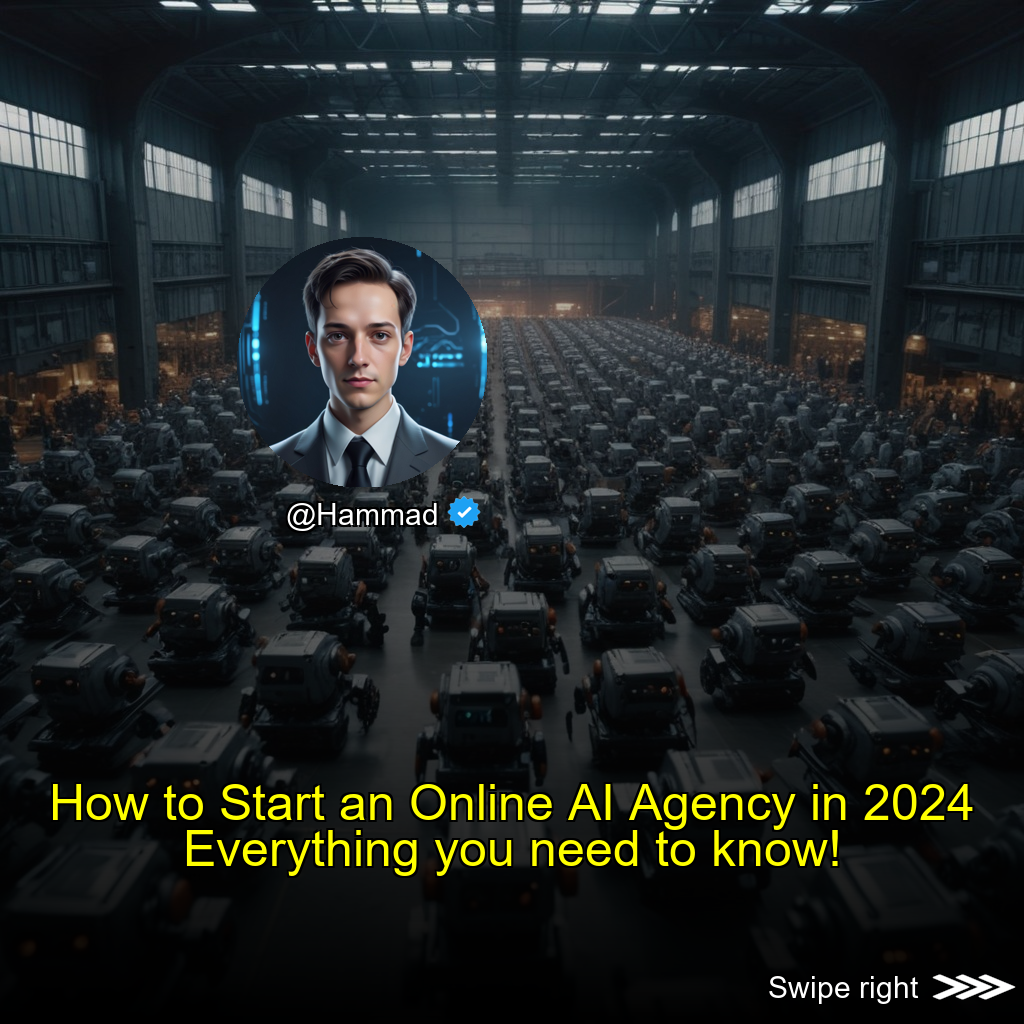 @Hammad
How to Start an Online AI Agency in 2024
Everything you need to know!
Swipe right